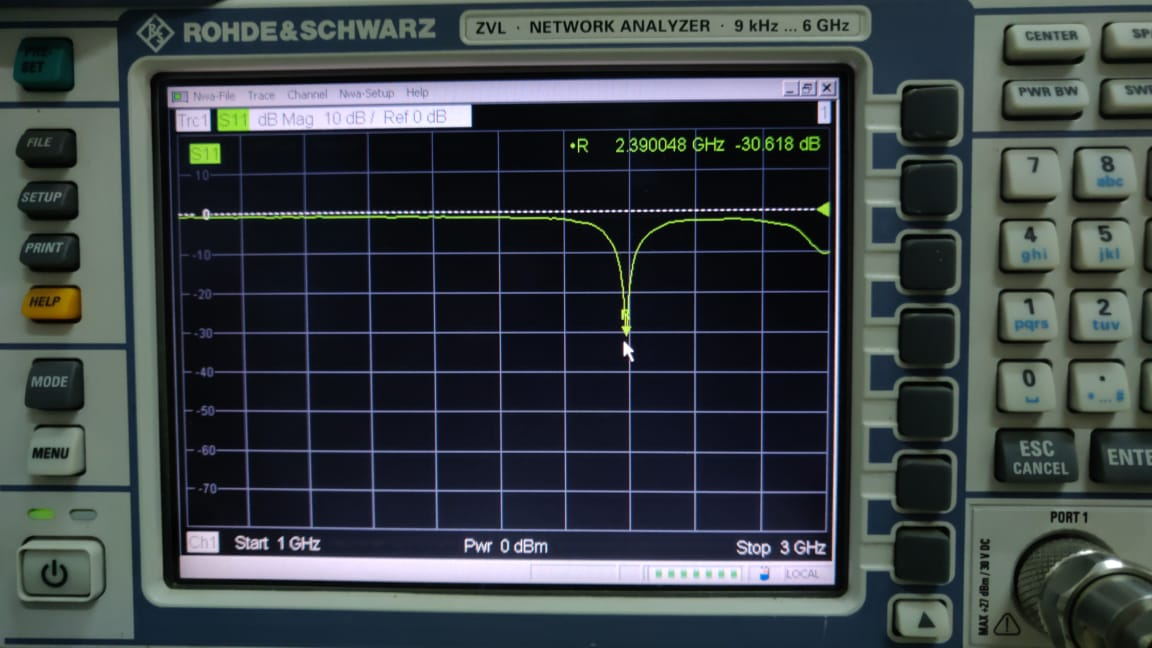 ROHDE&SCHWARZ
ZVL · NETWORK ANALYZER · 9 kHz ... 6 GHz
PRE-
SET
FILE
SETUP
PRINT
HELP
MODE
MENU
Nwa-File Trace Channel Nwa-Setup Help
Trc1 S11 dB Mag 10 dB / Ref 0 dB
1
S11
•R 2.390048 GHz -30.618 dB
10
0
-10
-20
-30
-40
-50
-60
-70
R
Ch1 Start 1 GHz Pwr 0 dBm Stop 3 GHz
LOCAL
CENTER
PWR BW
7
8
abc
4
ghi
5
jkl
1
pqrs
2
tuv
0
.
* ... #
ESC
CANCEL
PORT 1
MAX +27 dBm / 30 V DC